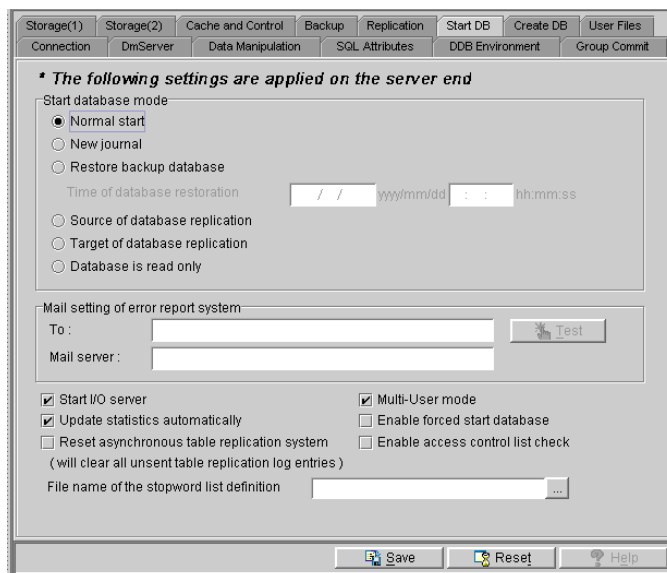 Storage(1) Storage(2) Cache and Control Backup Replication Start DB Create DB User Files
Connection DmServer Data Manipulation SQL Attributes DDB Environment Group Commit
* The following settings are applied on the server end
Start database mode
Normal start
New journal
Restore backup database
Time of database restoration / / yyyy/mm/dd : : hh:mm:ss
Source of database replication
Target of database replication
Database is read only
Mail setting of error report system
To :
Test
Mail server :
Start I/O server
Multi-User mode
Update statistics automatically
Enable forced start database
Reset asynchronous table replication system
Enable access control list check
( will clear all unsent table replication log entries )
File name of the stopword list definition ...
Save Reset Help